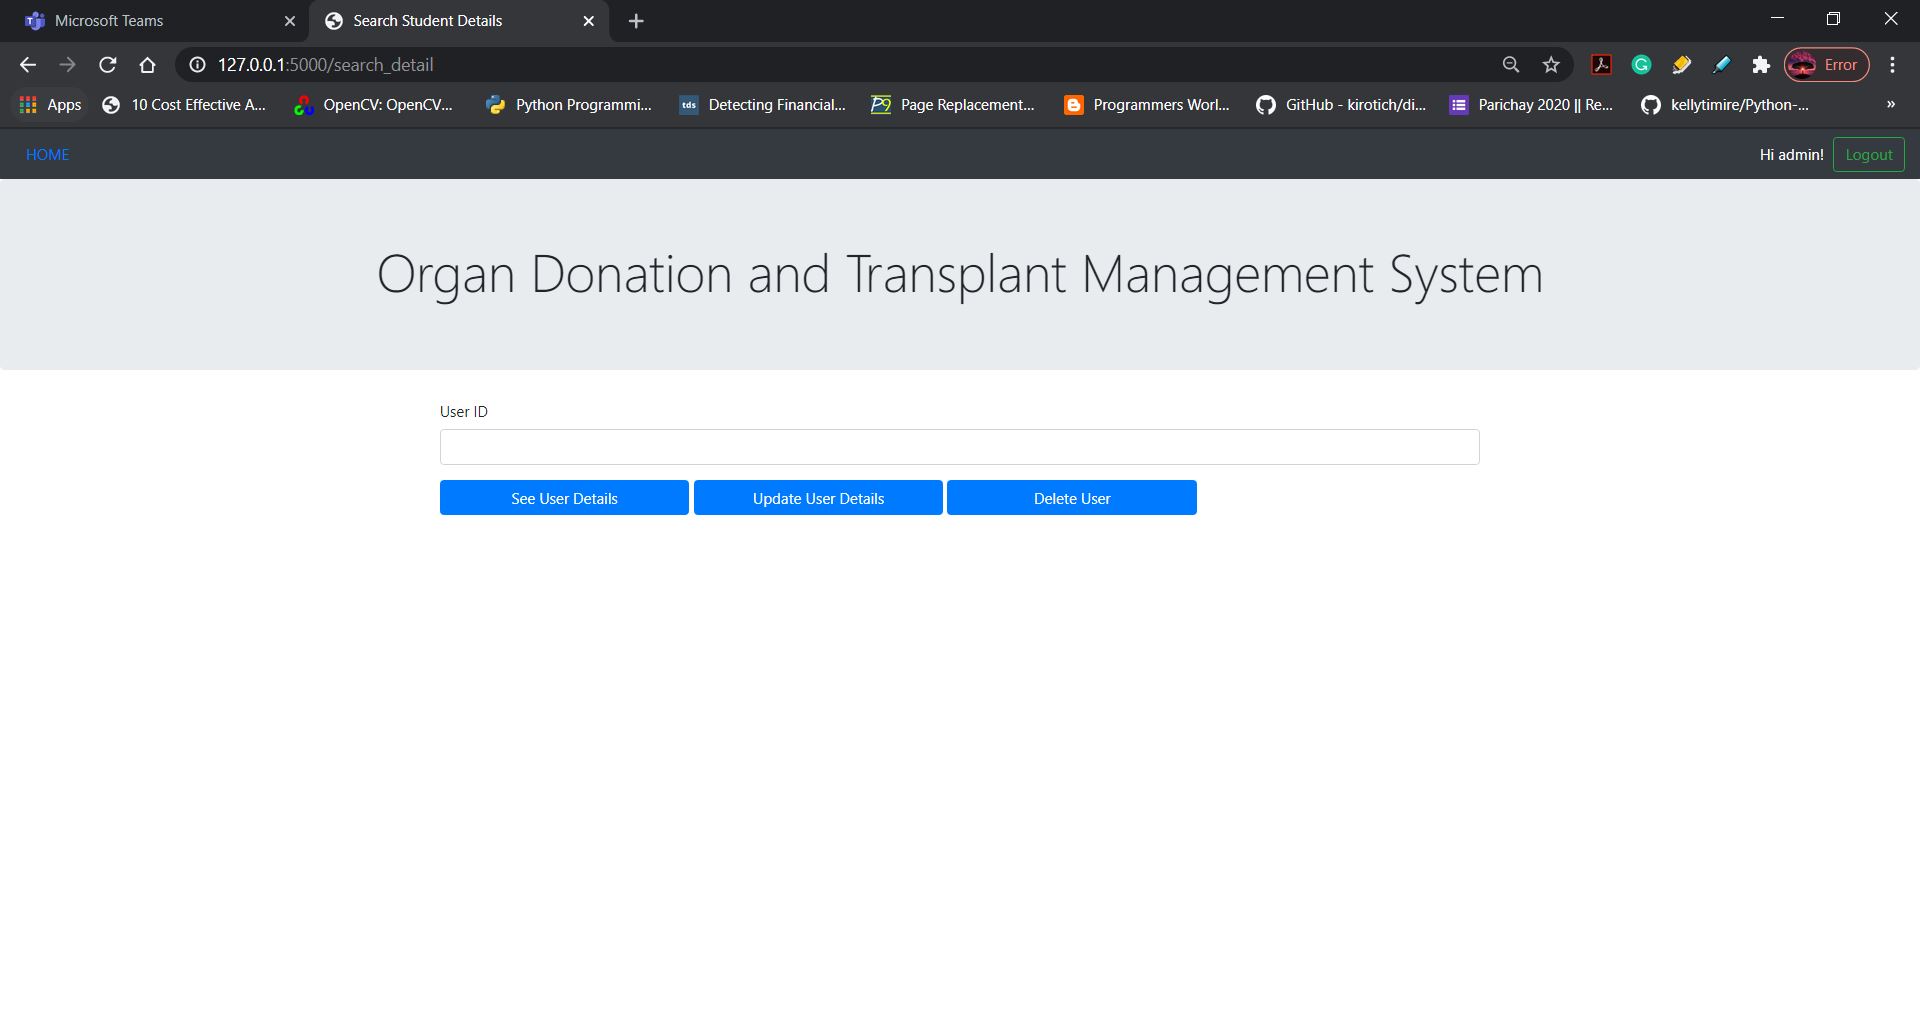 Microsoft Teams
Search Student Details
127.0.0.1:5000/search_detail
Error
Apps
10 Cost Effective A...
OpenCV: OpenCV...
Python Programmi...
tds
Detecting Financial...
Page Replacement...
Programmers Worl...
GitHub - kirotich/di...
Parichay 2020 || Re...
kellytimire/Python-...
»
HOME
Hi admin!
Logout
Organ Donation and Transplant Management System
User ID
See User Details
Update User Details
Delete User